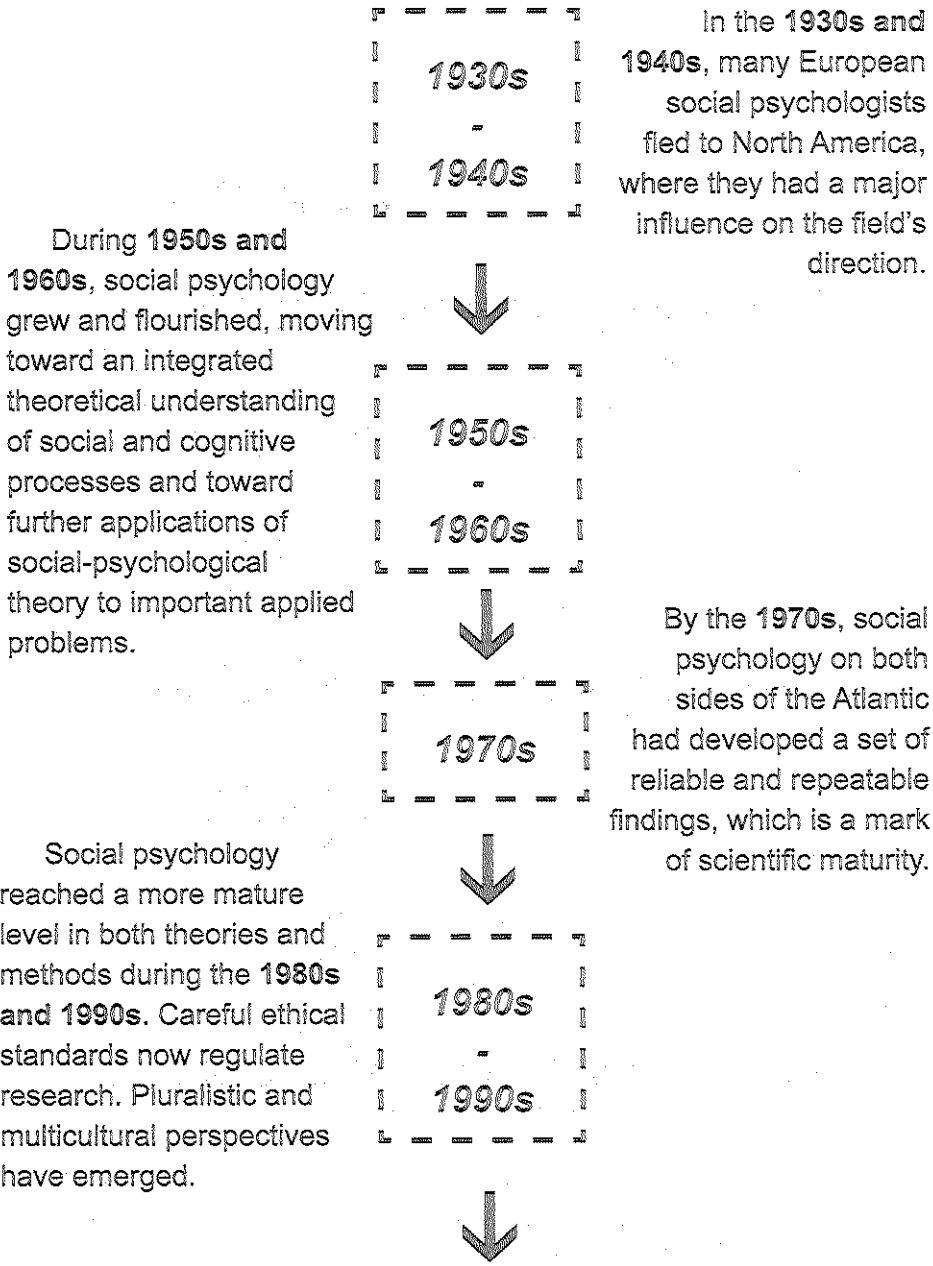 1930s
-
1940s
In the 1930s and
1940s, many European
social psychologists
fled to North America,
where they had a major
influence on the field's
direction.
During 1950s and
1960s, social psychology
grew and flourished, moving
toward an integrated
theoretical understanding
of social and cognitive
processes and toward
further applications of
social-psychological
theory to important applied
problems.
1950s
-
1960s
By the 1970s, social
psychology on both
sides of the Atlantic
had developed a set of
reliable and repeatable
findings, which is a mark
of scientific maturity.
1970s
Social psychology
reached a more mature
level in both theories and
methods during the 1980s
and 1990s. Careful ethical
standards now regulate
research. Pluralistic and
multicultural perspectives
have emerged.
1980s
-
1990s